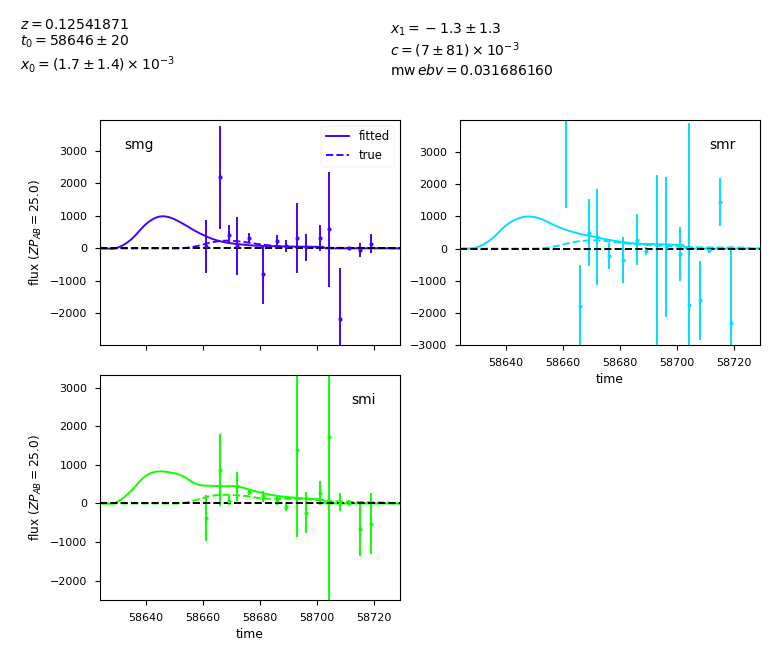 z = 0.12541871
t₀ = 58646 ± 20
x₀ = (1.7 ± 1.4) × 10⁻³
x₁ = −1.3 ± 1.3
c = (7 ± 81) × 10⁻³
mw ebv = 0.031686160
smg
fitted
true
3000
2000
1000
0
−1000
−2000
flux (ZP_AB = 25.0)
smr
3000
2000
1000
0
−1000
−2000
−3000
58640 58660 58680 58700 58720
time
smi
3000
2000
1000
0
−1000
−2000
flux (ZP_AB = 25.0)
58640 58660 58680 58700 58720
time